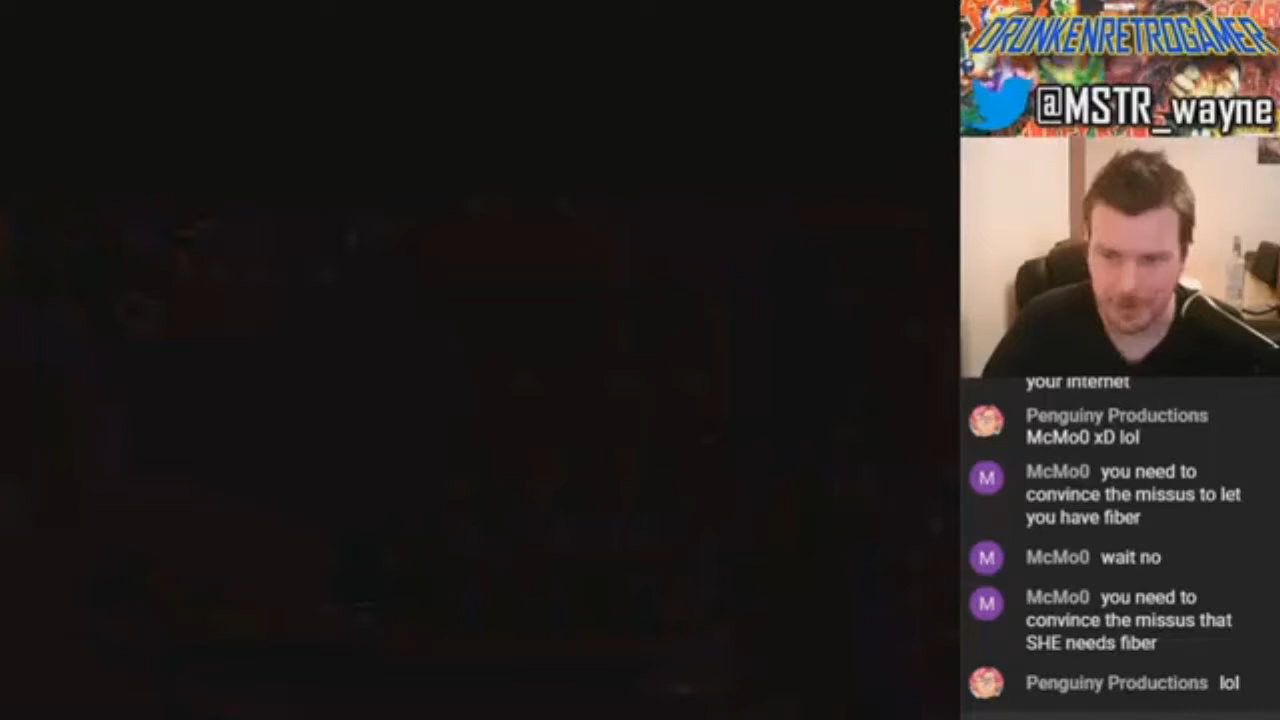 DRUNKENRETROGAMER
@MSTR_wayne
your internet
Penguiny Productions
McMo0 xD lol
McMo0 you need to
convince the missus to let
you have fiber
McMo0 wait no
McMo0 you need to
convince the missus that
SHE needs fiber
Penguiny Productions lol
M
M
M